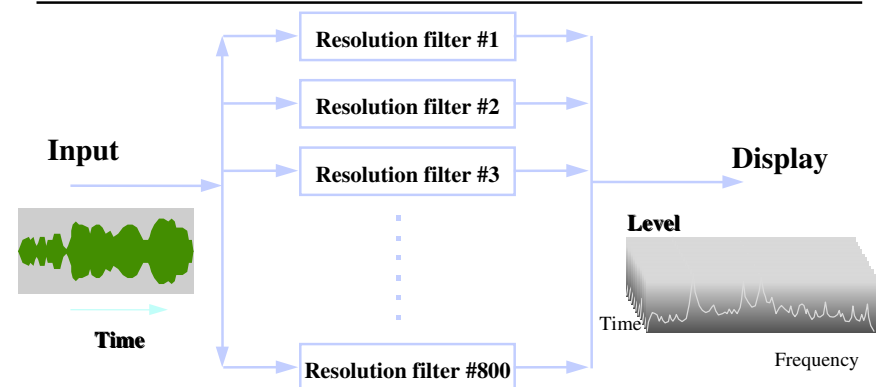 Resolution filter #1
Resolution filter #2
Input
Resolution filter #3
Display
Level
Time
Time
Frequency
Resolution filter #800